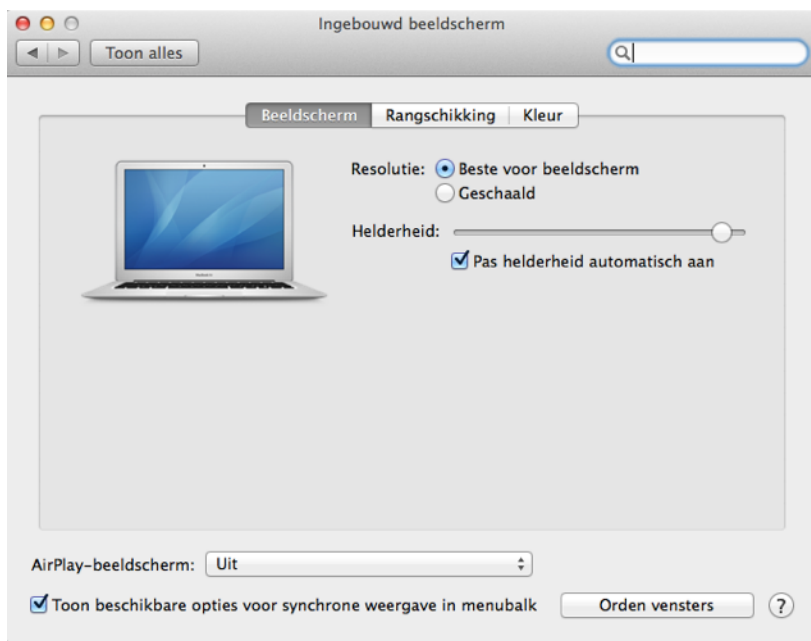 Ingebouwd beeldscherm
Toon alles
Beeldscherm Rangschikking Kleur
Resolutie: Beste voor beeldscherm
Geschaald
Helderheid:
Pas helderheid automatisch aan
AirPlay-beeldscherm: Uit
Toon beschikbare opties voor synchrone weergave in menubalk Orden vensters ?